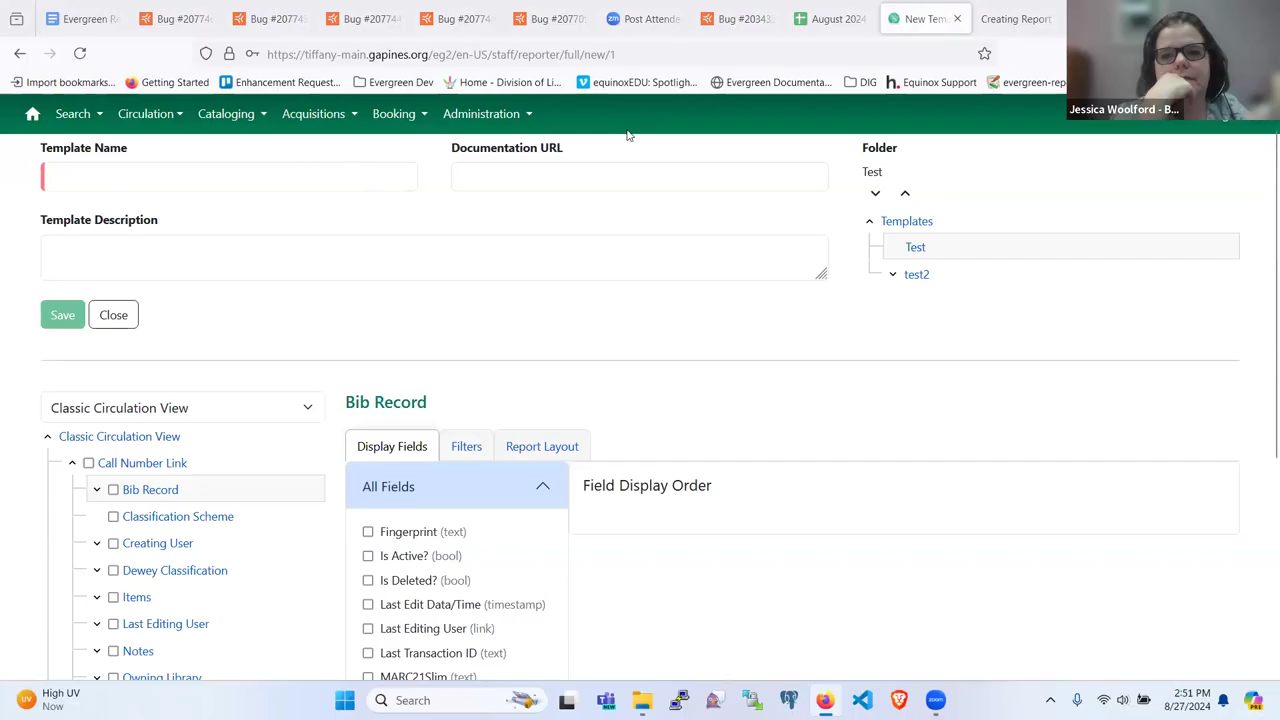 Evergreen R
Bug #20774
Bug #207745
Bug #207744
Bug #20774
Bug #20770
Post Attende
Bug #203432
August 2024
New Tem
Creating Report
https://tiffany-main.gapines.org/eg2/en-US/staff/reporter/full/new/1
Import bookmarks...
Getting Started
Enhancement Request...
Evergreen Dev
Home - Division of Li...
equinoxEDU: Spotligh...
Evergreen Documenta...
DIG
Equinox Support
evergreen-rep
Jessica Woolford - B...
Search
Circulation
Cataloging
Acquisitions
Booking
Administration
Template Name
Documentation URL
Folder
Test
Templates
Test
test2
Template Description
Save
Close
Classic Circulation View
Classic Circulation View
Call Number Link
Bib Record
Classification Scheme
Creating User
Dewey Classification
Items
Last Editing User
Notes
Owning Library
Bib Record
Display Fields
Filters
Report Layout
All Fields
Field Display Order
Fingerprint (text)
Is Active? (bool)
Is Deleted? (bool)
Last Edit Data/Time (timestamp)
Last Editing User (link)
Last Transaction ID (text)
MARC21Slim (text)
High UV
Now
Search
2:51 PM
8/27/2024